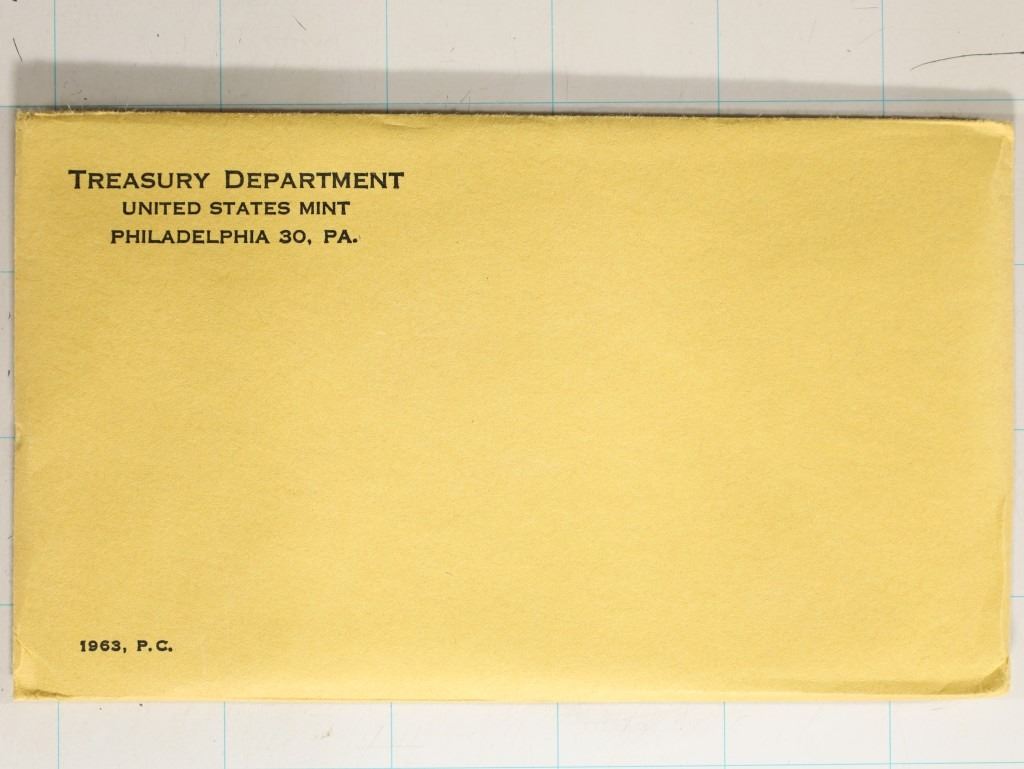 TREASURY DEPARTMENT
UNITED STATES MINT
PHILADELPHIA 30, PA.
1963, P.C.